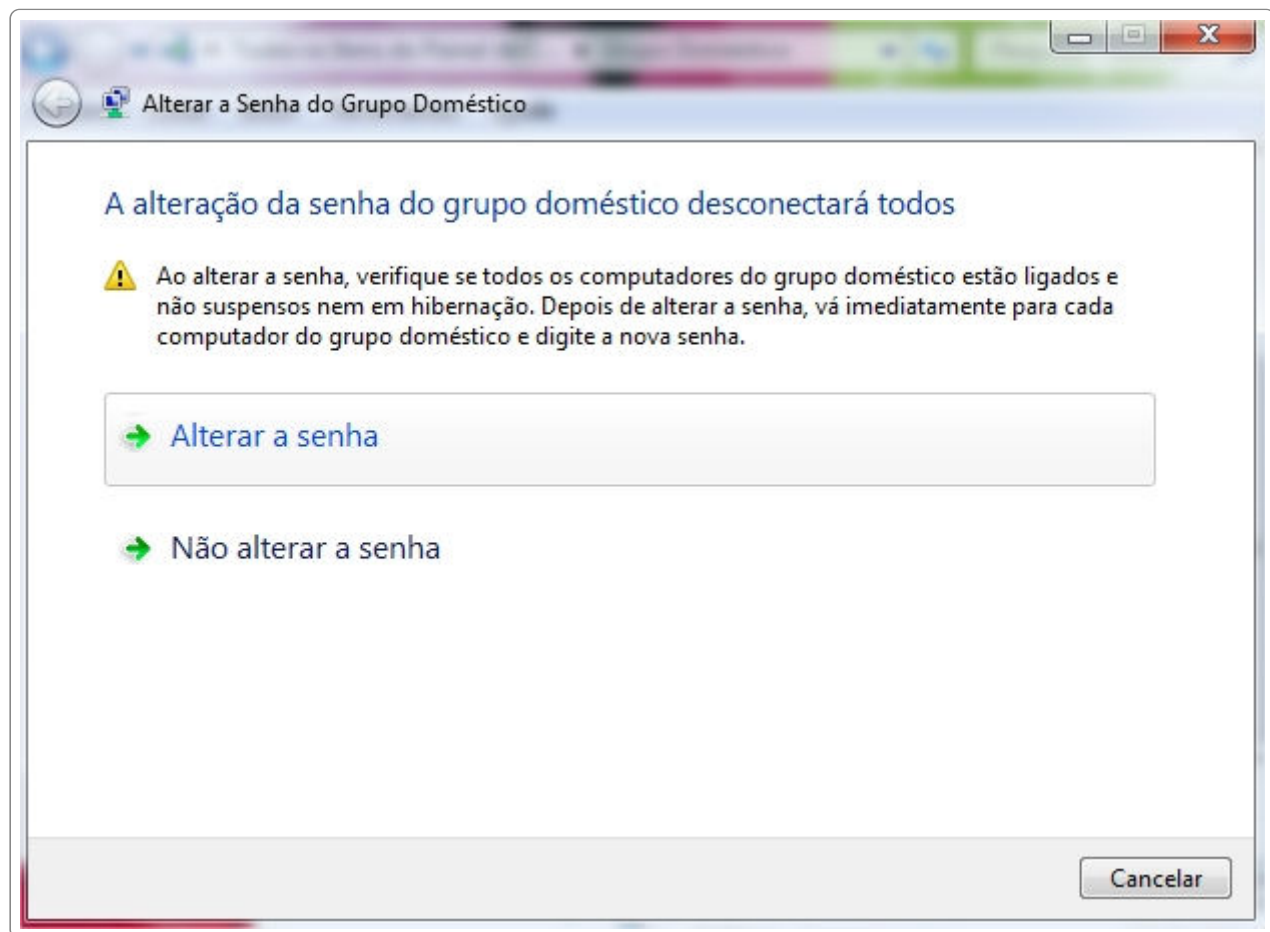 Alterar a Senha do Grupo Doméstico
A alteração da senha do grupo doméstico desconectará todos
Ao alterar a senha, verifique se todos os computadores do grupo doméstico estão ligados e
não suspensos nem em hibernação. Depois de alterar a senha, vá imediatamente para cada
computador do grupo doméstico e digite a nova senha.
Alterar a senha
Não alterar a senha
Cancelar